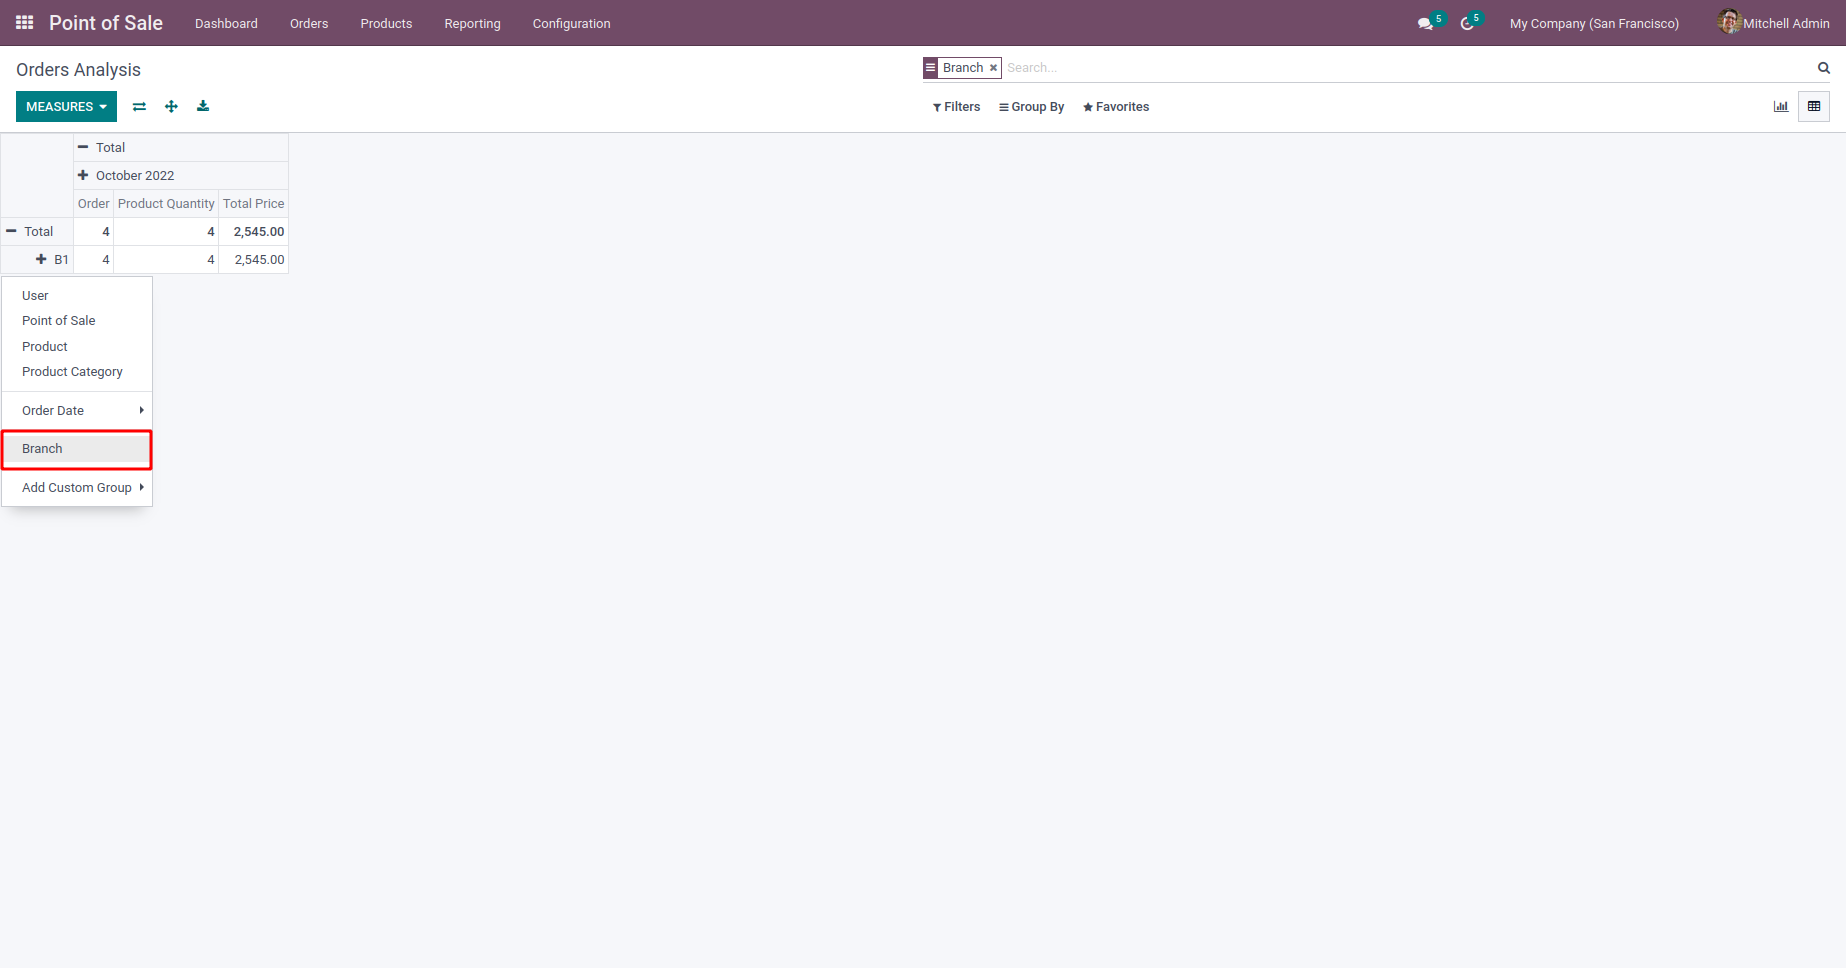 Point of Sale Dashboard Orders Products Reporting Configuration 5 5 My Company (San Francisco) Mitchell Admin
Orders Analysis
Branch Search...
MEASURES
Filters Group By Favorites
Total
October 2022
Order Product Quantity Total Price
Total 4 4 2,545.00
B1 4 4 2,545.00
User
Point of Sale
Product
Product Category
Order Date
Branch
Add Custom Group